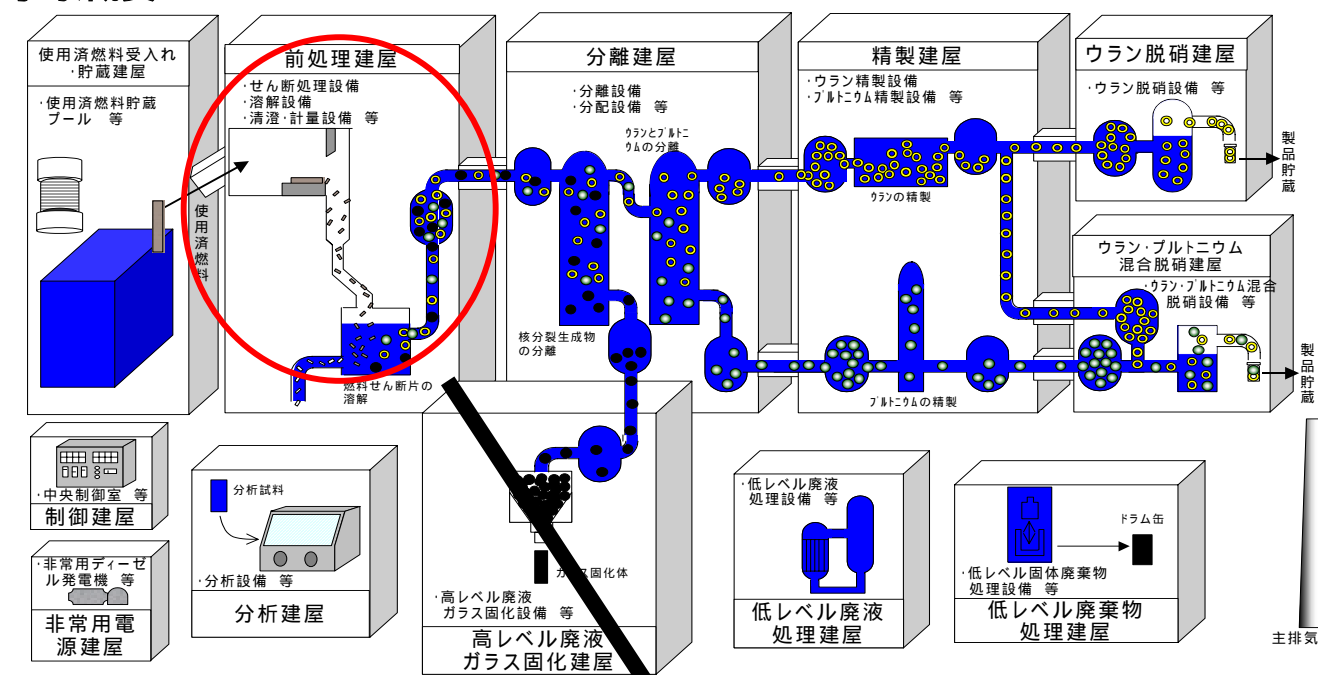 使用済燃料受入れ
・貯蔵建屋
・使用済燃料貯蔵
プール 等
使用済燃料
前処理建屋
・せん断処理設備
・溶解設備
・清澄・計量設備 等
燃料せん断片の
溶解
分離建屋
・分離設備
・分配設備 等
ウランとプルトニ
ウムの分離
核分裂生成物
の分離
精製建屋
・ウラン精製設備
・プルトニウム精製設備 等
ウランの精製
プルトニウムの精製
ウラン脱硝建屋
・ウラン脱硝設備 等
製品貯蔵
ウラン・プルトニウム
混合脱硝建屋
・ウラン・プルトニウム混合
脱硝設備 等
製品貯蔵
・中央制御室 等
制御建屋
・非常用ディーゼ
ル発電機 等
非常用電
源建屋
分析試料
・分析設備 等
分析建屋
ガラス固化体
・高レベル廃液
ガラス固化設備 等
高レベル廃液
ガラス固化建屋
・低レベル廃液
処理設備 等
低レベル廃液
処理建屋
ドラム缶
・低レベル固体廃棄物
処理設備 等
低レベル廃棄物
処理建屋
主排気